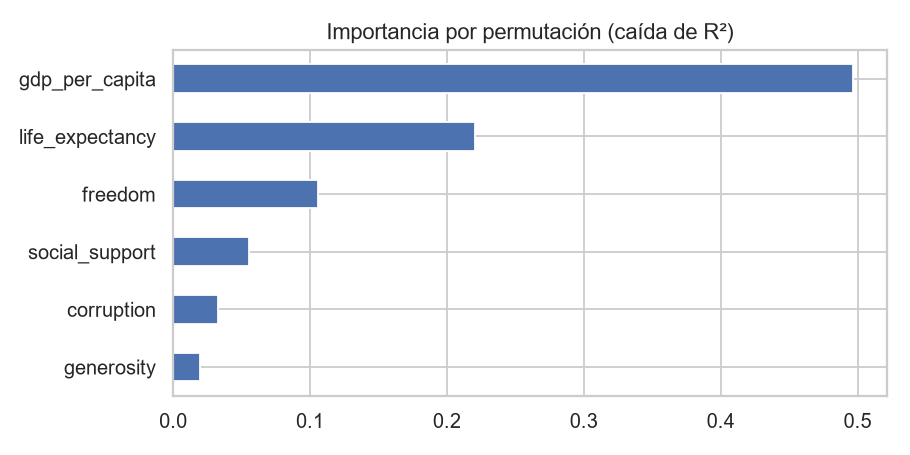 Importancia por permutación (caída de R²)
gdp_per_capita
life_expectancy
freedom
social_support
corruption
generosity
0.0 0.1 0.2 0.3 0.4 0.5